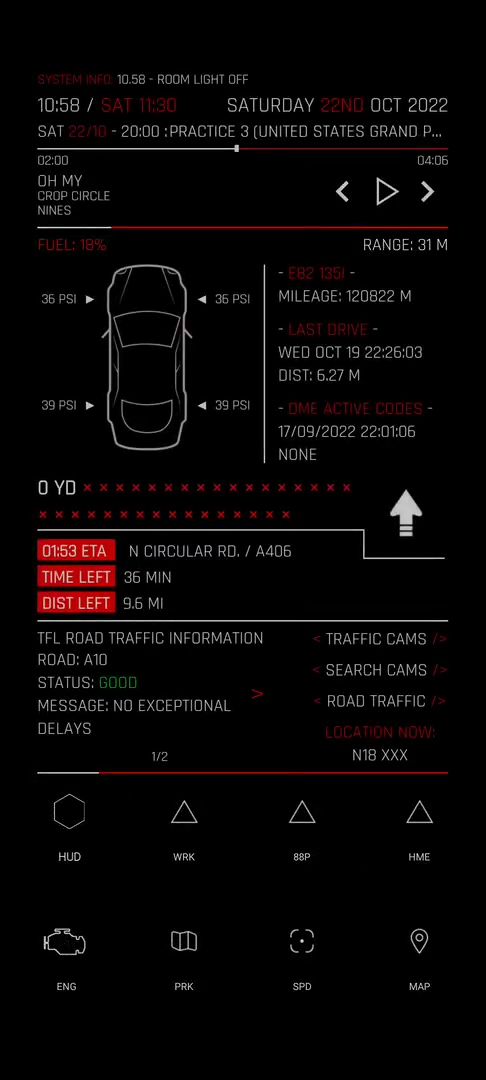 SYSTEM INFO: 10.58 - ROOM LIGHT OFF
10:58 / SAT 11:30 SATURDAY 22ND OCT 2022
SAT 22/10 - 20:00 :PRACTICE 3 (UNITED STATES GRAND P...
02:00 04:06
OH MY
CROP CIRCLE
NINES
FUEL: 18% RANGE: 31 M
36 PSI 36 PSI
39 PSI 39 PSI
- E82 135I -
MILEAGE: 120822 M
- LAST DRIVE -
WED OCT 19 22:26:03
DIST: 6.27 M
- DME ACTIVE CODES -
17/09/2022 22:01:06
NONE
0 YD × × × × × × × × × × × × × × × × ×
× × × × × × × × × × × × × × × ×
01:53 ETA N CIRCULAR RD. / A406
TIME LEFT 36 MIN
DIST LEFT 9.6 MI
TFL ROAD TRAFFIC INFORMATION
ROAD: A10
STATUS: GOOD
MESSAGE: NO EXCEPTIONAL
DELAYS
>
1/2
< TRAFFIC CAMS />
< SEARCH CAMS />
< ROAD TRAFFIC />
LOCATION NOW:
N18 XXX
HUD WRK 88P HME
ENG PRK SPD MAP